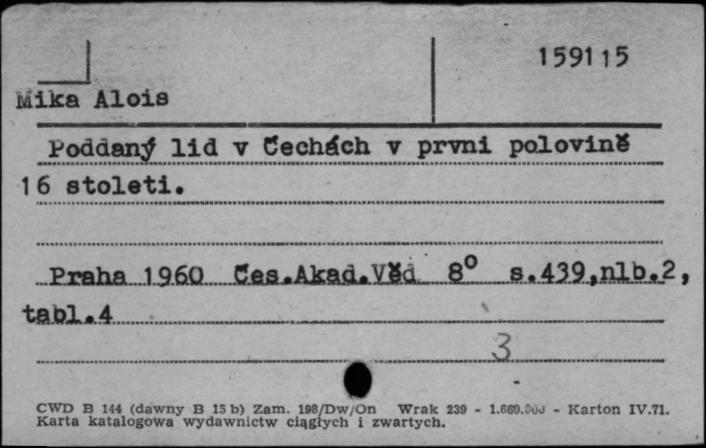 159115
Mika Alois
Poddaný lid v Čechách v prvni polovině
16 stoleti.
Praha 1960 Čes.Akad.Věd 8° s.439,nlb.2,
tabl.4
3
CWD B 144 (dawny B 15 b) Zam. 198/Dw/On Wrak 239 - 1.660.000 - Karton IV.71.
Karta katalogowa wydawnictw ciągłych i zwartych.